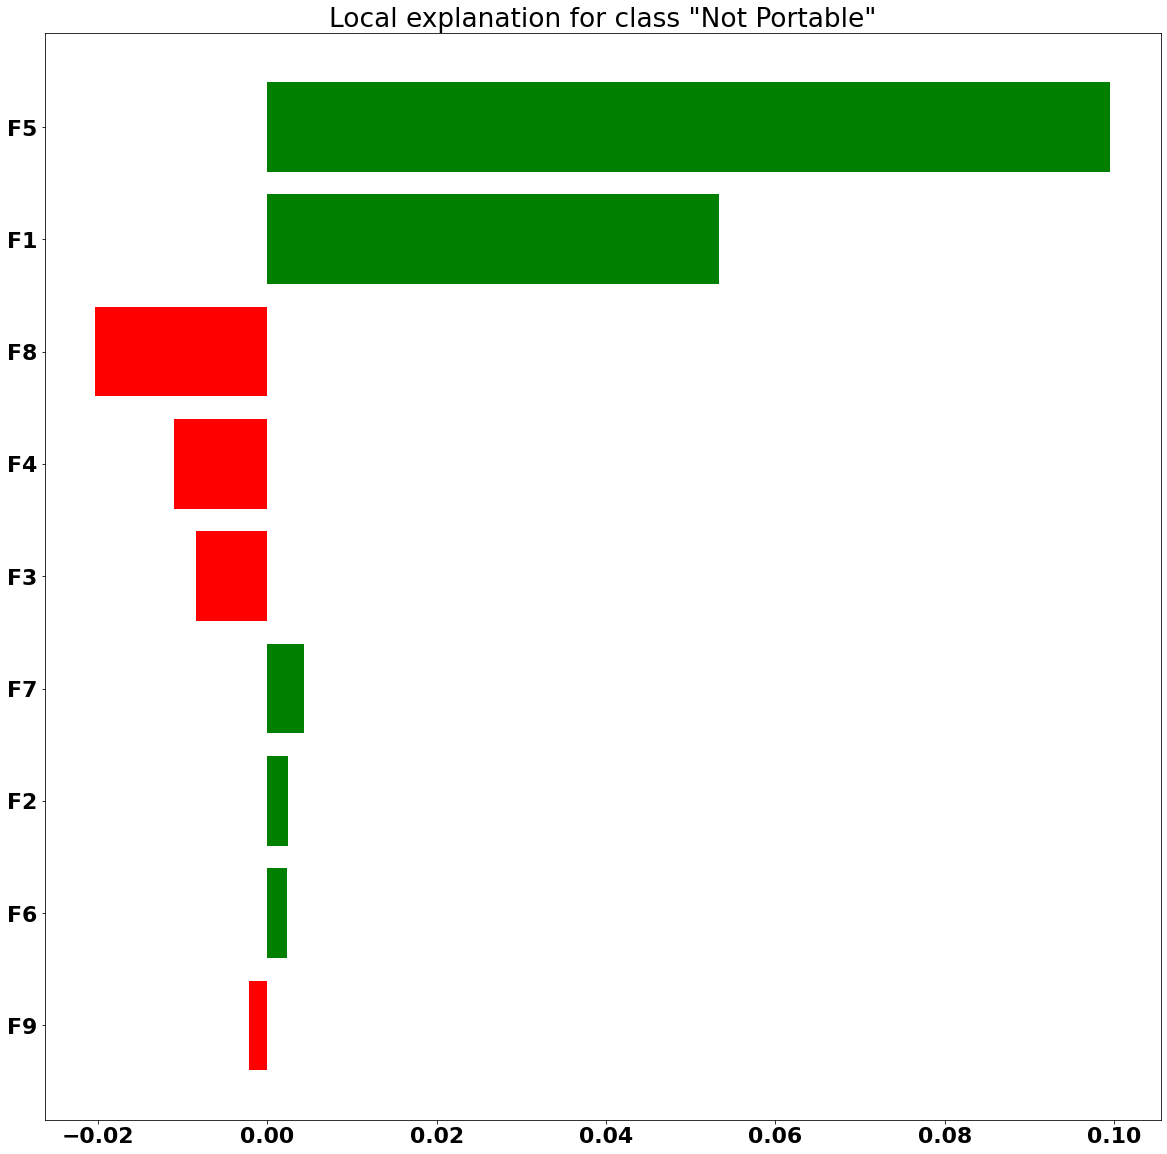 Local explanation for class "Not Portable"
F5
F1
F8
F4
F3
F7
F2
F6
F9
−0.02 0.00 0.02 0.04 0.06 0.08 0.10